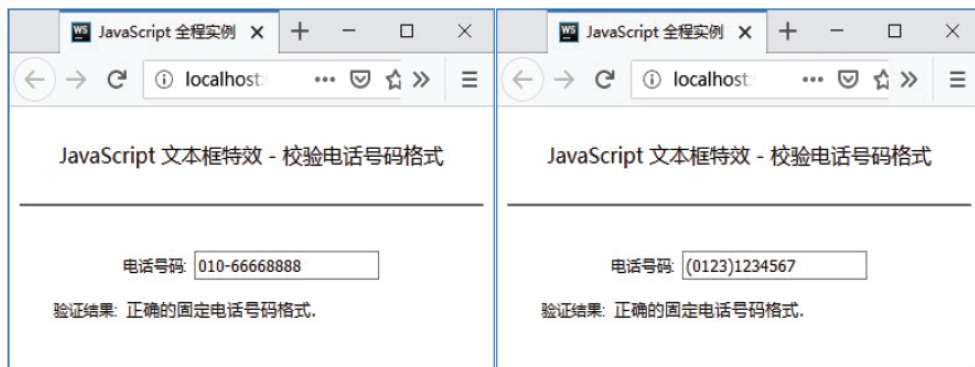 JavaScript 全程实例
localhost:
JavaScript 文本框特效 - 校验电话号码格式
电话号码: 010-66668888
验证结果: 正确的固定电话号码格式.
JavaScript 全程实例
localhost:
JavaScript 文本框特效 - 校验电话号码格式
电话号码: (0123)1234567
验证结果: 正确的固定电话号码格式.